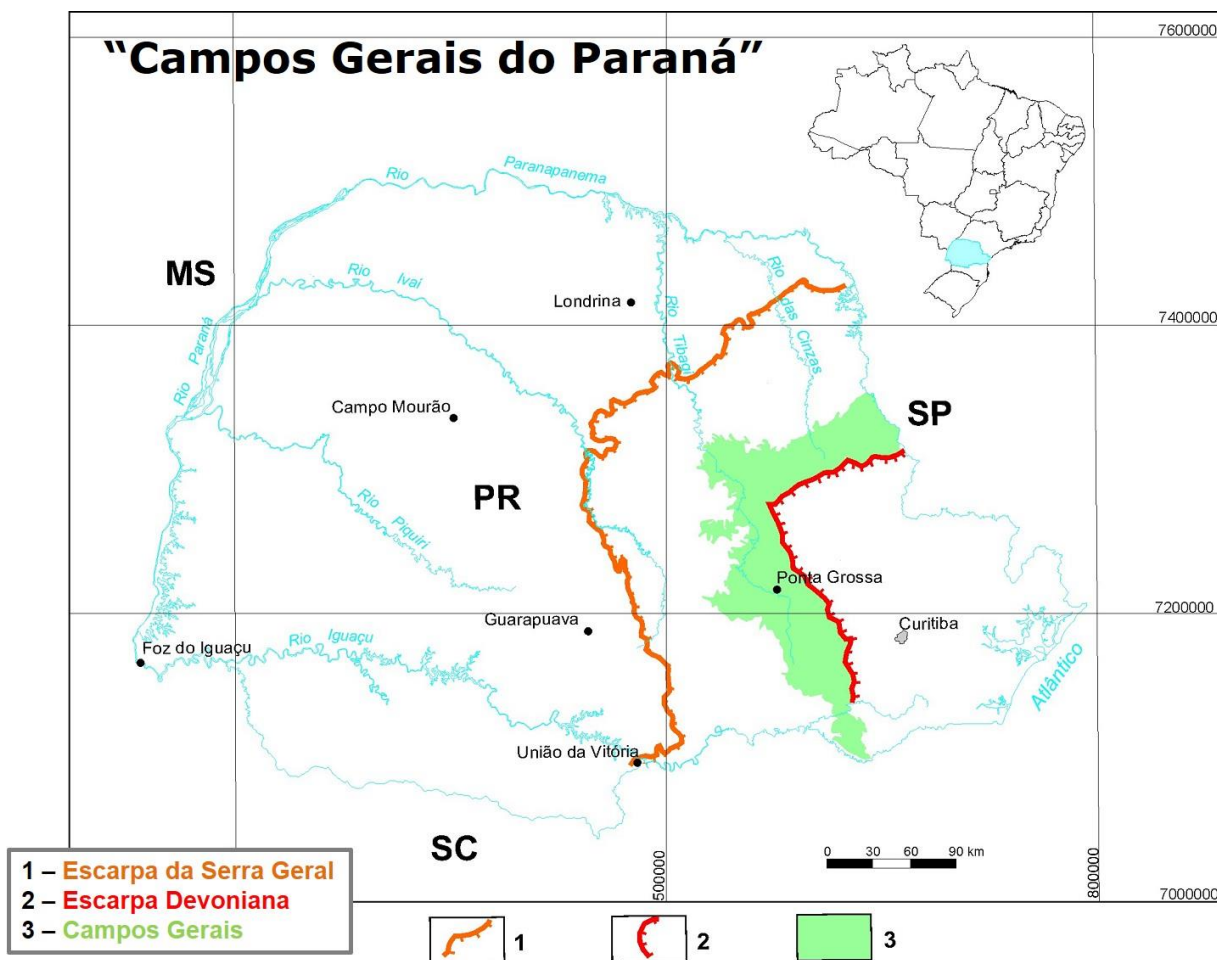 “Campos Gerais do Paraná”
7600000
Rio Paranapanema
MS
Rio Ivai
Londrina
Rio das Cinzas
Rio Tibagi
7400000
Rio Paraná
Campo Mourão
SP
PR
Rio Piquiri
Ponta Grossa
7200000
Guarapuava
Curitiba
Rio Iguaçu
Foz do Iguaçu
Atlântico
União da Vitória
SC
0 30 60 90 km
500000
800000
7000000
1 – Escarpa da Serra Geral
2 – Escarpa Devoniana
3 – Campos Gerais
1
2
3